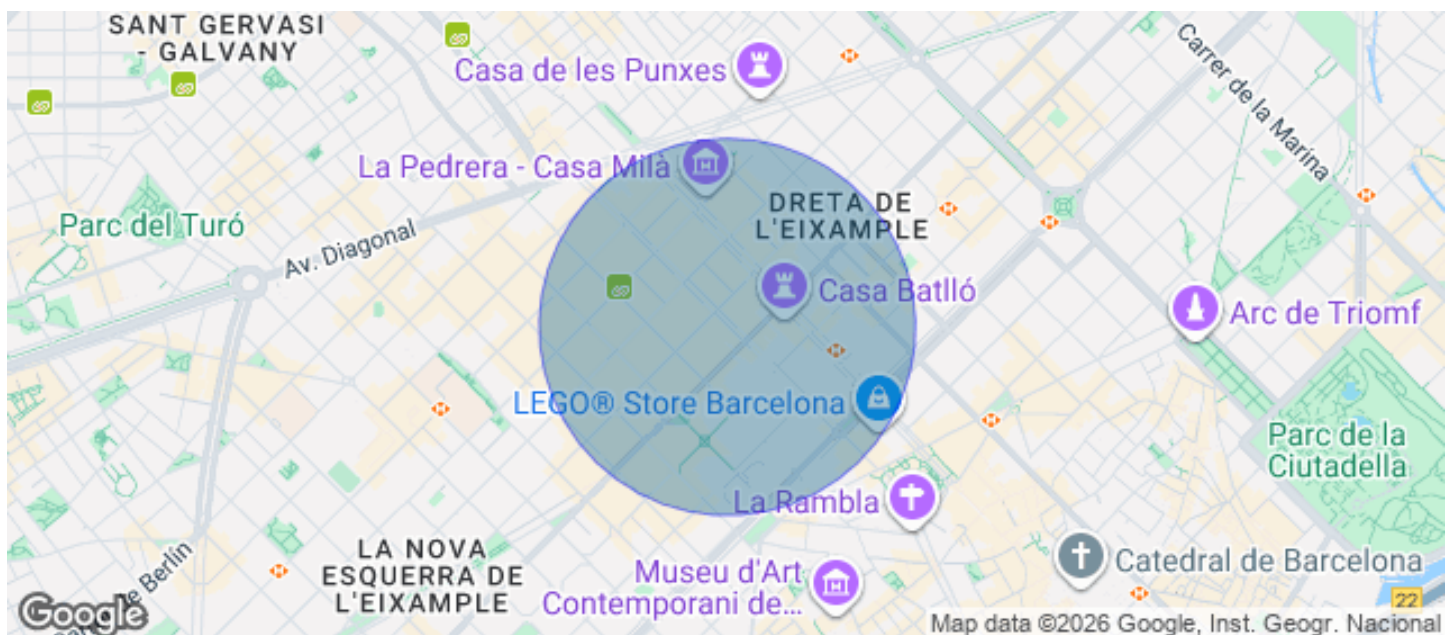 SANT GERVASI
- GALVANY
Casa de les Punxes
Carrer de la Marina
La Pedrera - Casa Milà
DRETA DE
L'EIXAMPLE
Parc del Turó
Av. Diagonal
Casa Batlló
Arc de Triomf
LEGO® Store Barcelona
Parc de la
Ciutadella
La Rambla
LA NOVA
ESQUERRA DE
L'EIXAMPLE
Museu d'Art
Contemporani de...
Catedral de Barcelona
de Berlín
22
Google
Map data ©2026 Google, Inst. Geogr. Nacional